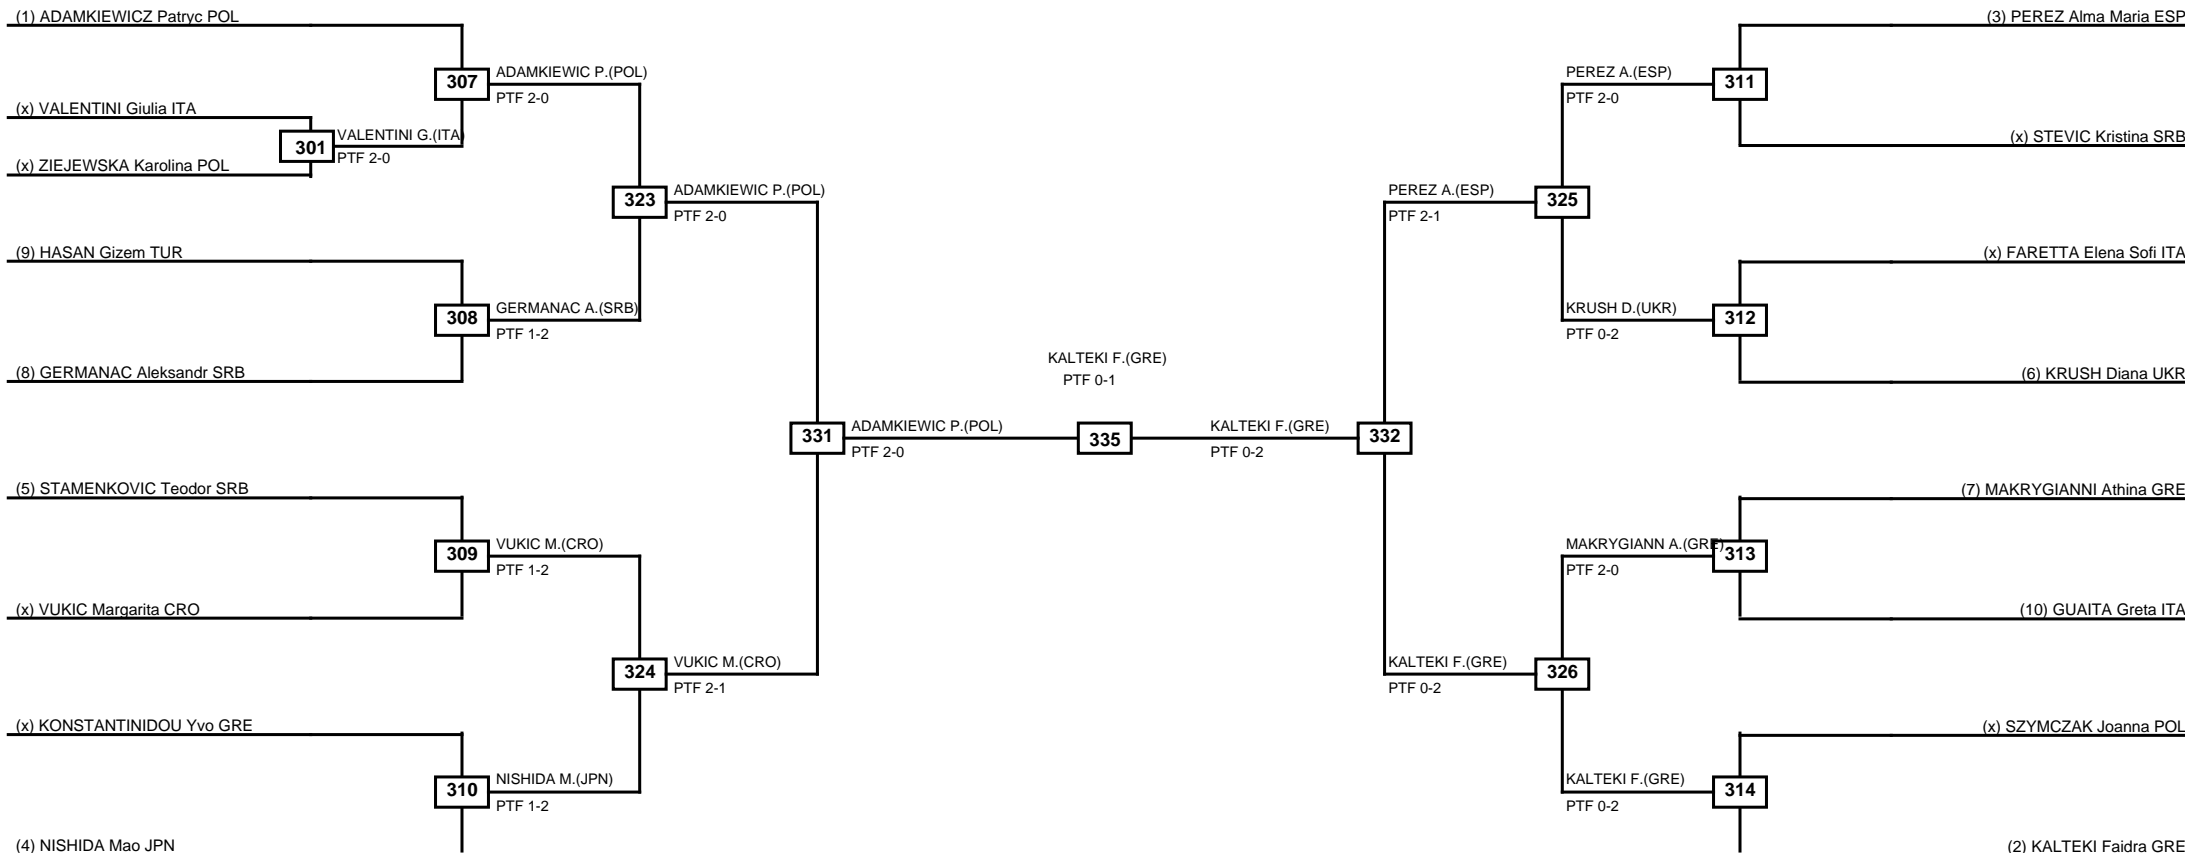 (1) ADAMKIEWICZ Patryc POL
(3) PEREZ Alma Maria ESP
307
ADAMKIEWIC P.(POL)
PTF 2-0
PEREZ A.(ESP)
PTF 2-0
311
(x) VALENTINI Giulia ITA
301
VALENTINI G.(ITA)
PTF 2-0
(x) STEVIC Kristina SRB
(x) ZIEJEWSKA Karolina POL
323
ADAMKIEWIC P.(POL)
PTF 2-0
PEREZ A.(ESP)
PTF 2-1
325
(9) HASAN Gizem TUR
(x) FARETTA Elena Sofi ITA
308
GERMANAC A.(SRB)
PTF 1-2
KRUSH D.(UKR)
PTF 0-2
312
KALTEKI F.(GRE)
PTF 0-1
(8) GERMANAC Aleksandr SRB
(6) KRUSH Diana UKR
331
ADAMKIEWIC P.(POL)
PTF 2-0
335
KALTEKI F.(GRE)
PTF 0-2
332
(5) STAMENKOVIC Teodor SRB
(7) MAKRYGIANNI Athina GRE
309
VUKIC M.(CRO)
PTF 1-2
MAKRYGIANN A.(GRE)
PTF 2-0
313
(x) VUKIC Margarita CRO
(10) GUAITA Greta ITA
324
VUKIC M.(CRO)
PTF 2-1
KALTEKI F.(GRE)
PTF 0-2
326
(x) KONSTANTINIDOU Yvo GRE
(x) SZYMCZAK Joanna POL
310
NISHIDA M.(JPN)
PTF 1-2
KALTEKI F.(GRE)
PTF 0-2
314
(4) NISHIDA Mao JPN
(2) KALTEKI Faidra GRE